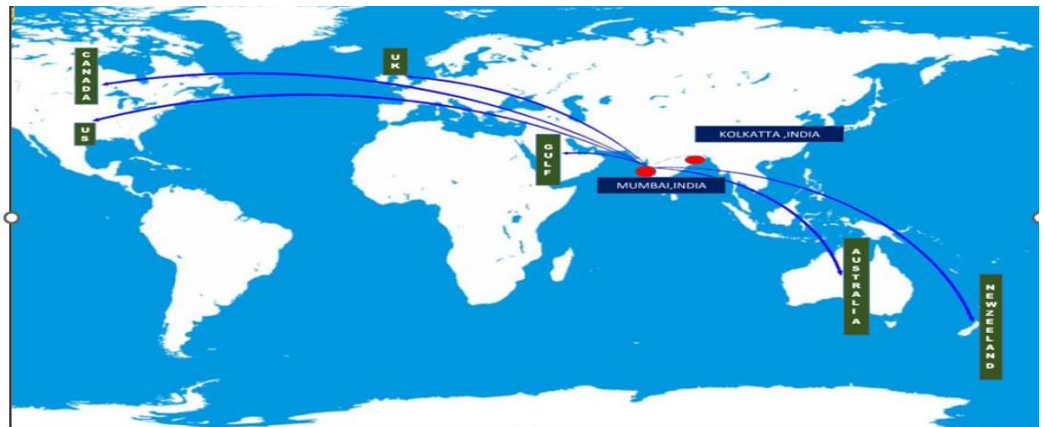 CANADA
UK
US
GULF
KOLKATTA ,INDIA
MUMBAI,INDIA
AUSTRALIA
NEWZEELAND